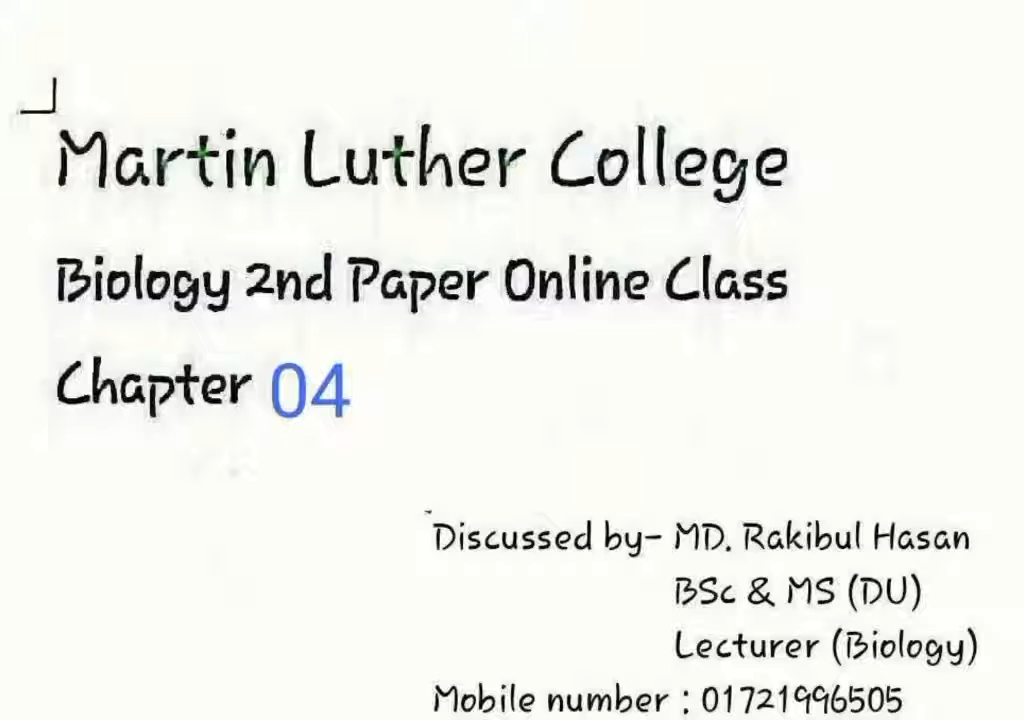 Martin Luther College
Biology 2nd Paper Online Class
Chapter 04
Discussed by- MD. Rakibul Hasan
BSc & MS (DU)
Lecturer (Biology)
Mobile number : 01721996505